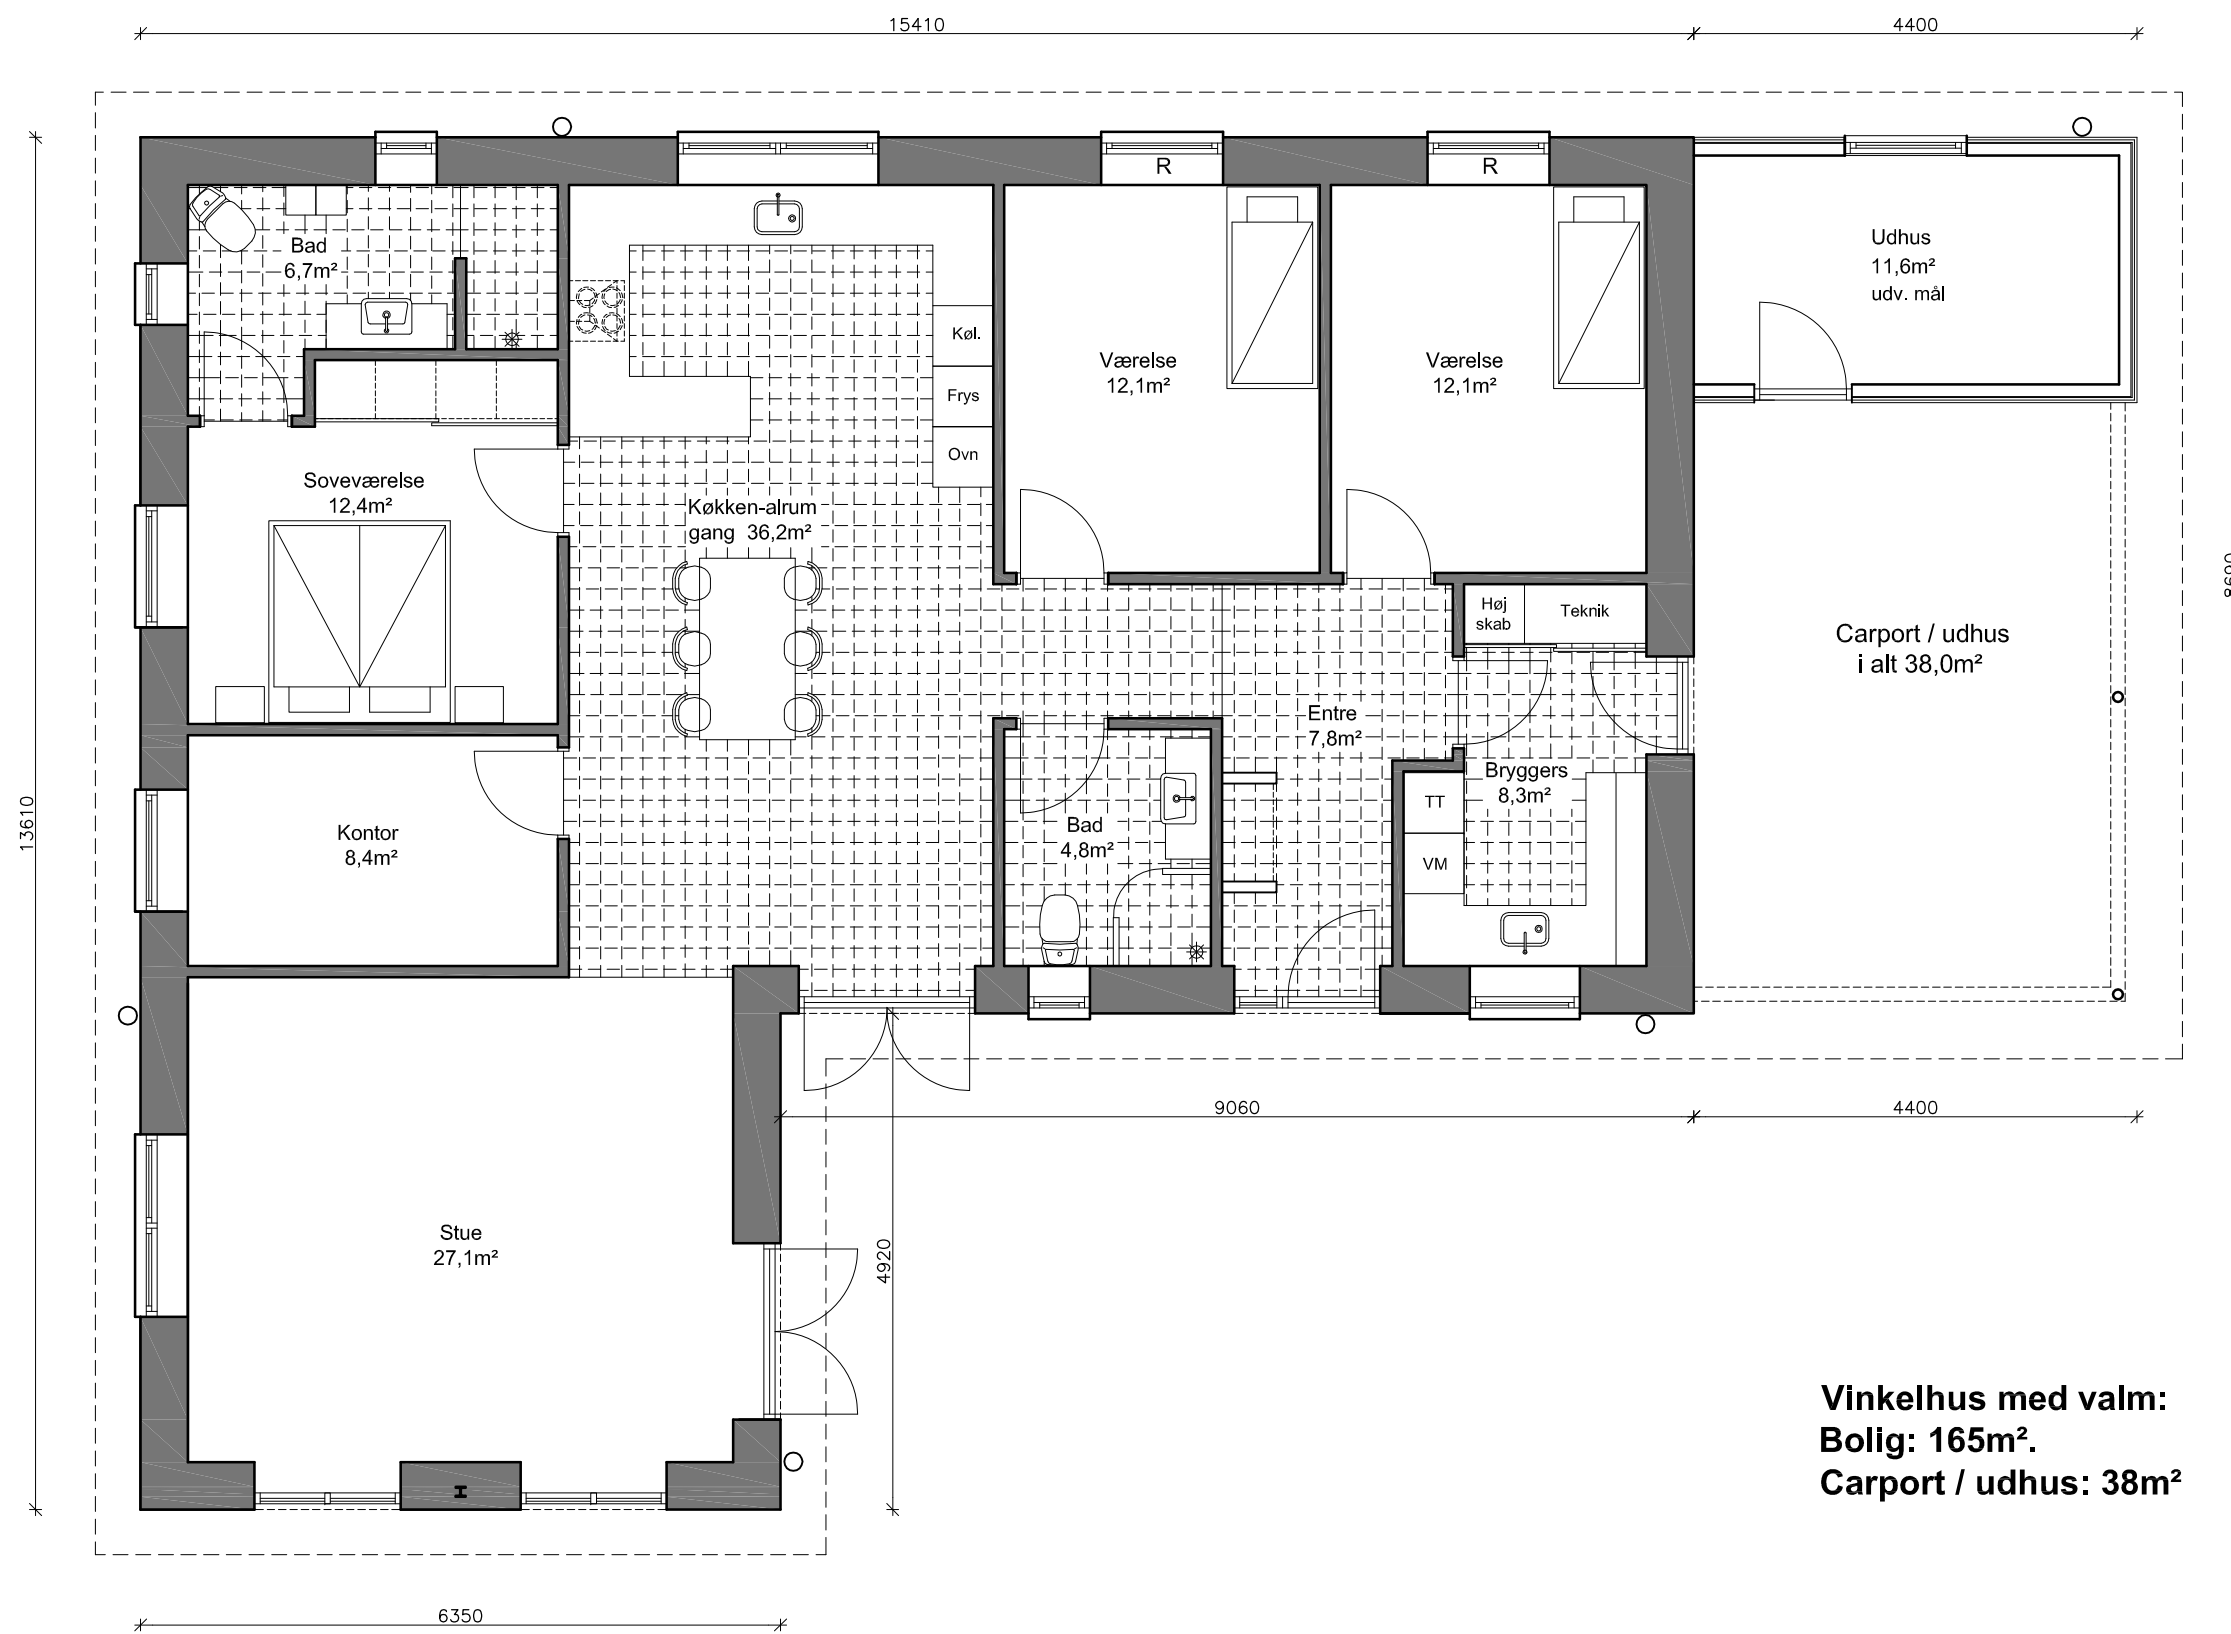 15410
4400
R
R
Bad
6,7m²
Udhus
11,6m²
udv. mål
Køl.
Værelse
12,1m²
Værelse
12,1m²
Frys
Ovn
Soveværelse
12,4m²
Køkken-alrum
gang 36,2m²
8690
Høj
skab
Teknik
Carport / udhus
i alt 38,0m²
Entre
7,8m²
Bryggers
8,3m²
TT
VM
13610
Kontor
8,4m²
Bad
4,8m²
9060
4400
Stue
27,1m²
4920
H
Vinkelhus med valm:
Bolig: 165m².
Carport / udhus: 38m²
6350